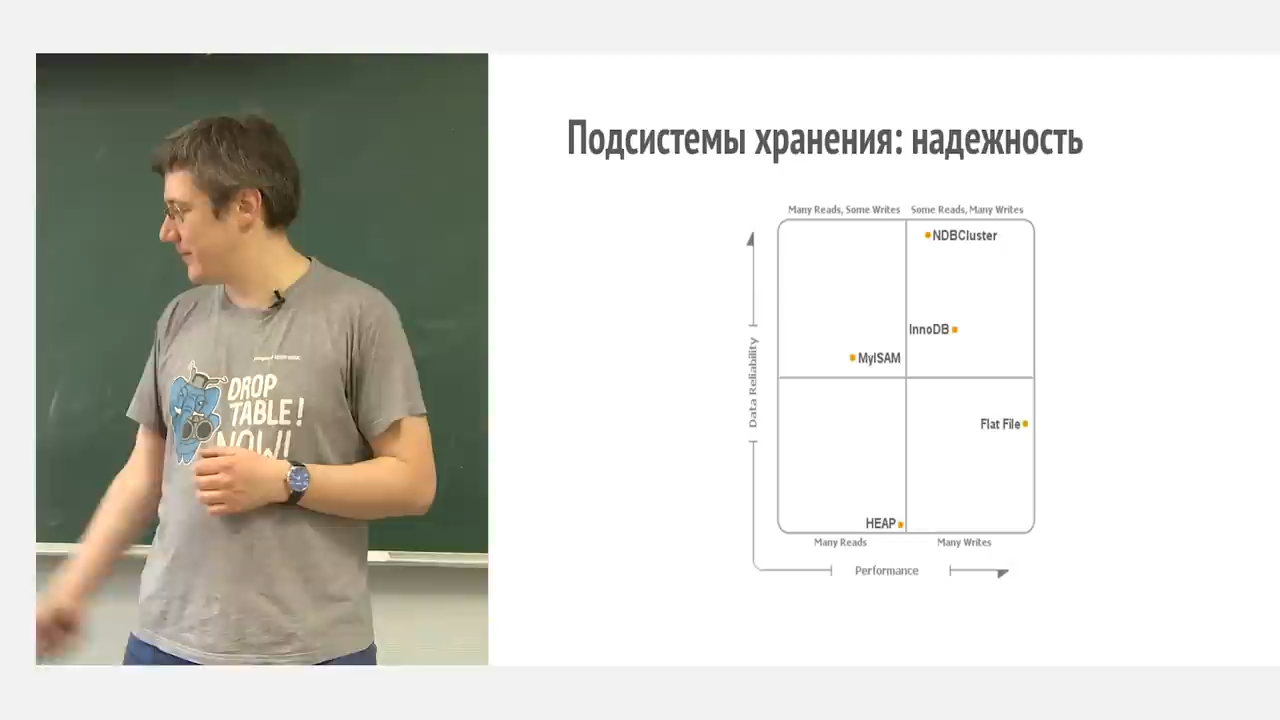 Подсистемы хранения: надежность
Many Reads, Some Writes
Some Reads, Many Writes
NDBCluster
InnoDB
MyISAM
Data Reliability
Flat File
HEAP
Many Reads
Many Writes
Performance
DROP
TABLE!
NOW!